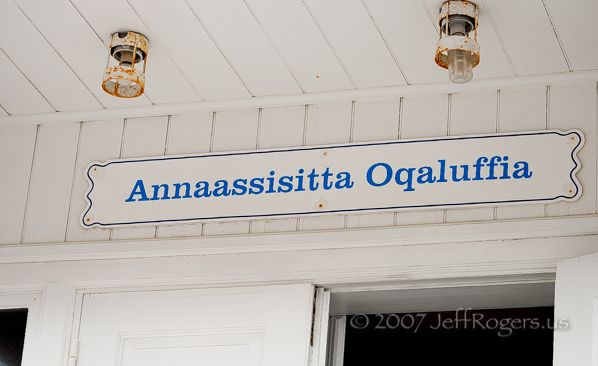 Annaassisitta Oqaluffia
© 2007 JeffRogers.us